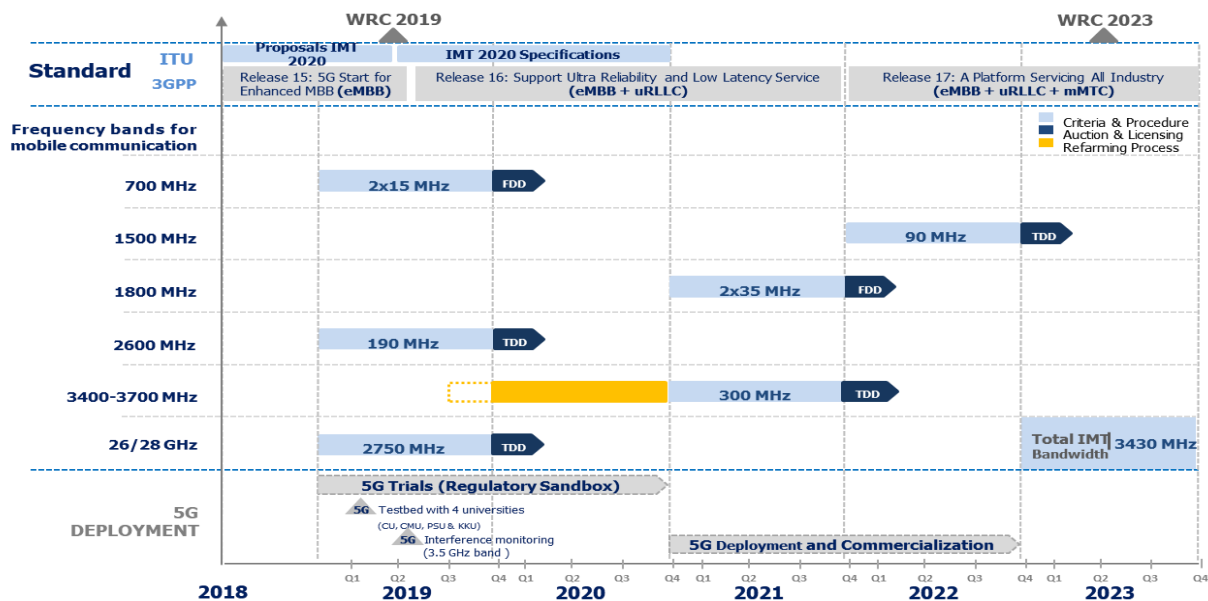 WRC 2019
WRC 2023
Standard
ITU
3GPP
Proposals IMT
2020
IMT 2020 Specifications
Release 15: 5G Start for
Enhanced MBB (eMBB)
Release 16: Support Ultra Reliability and Low Latency Service
(eMBB + uRLLC)
Release 17: A Platform Servicing All Industry
(eMBB + uRLLC + mMTC)
Frequency bands for
mobile communication
Criteria & Procedure
Auction & Licensing
Refarming Process
700 MHz
2x15 MHz
FDD
1500 MHz
90 MHz
TDD
1800 MHz
2x35 MHz
FDD
2600 MHz
190 MHz
TDD
3400-3700 MHz
300 MHz
TDD
26/28 GHz
2750 MHz
TDD
Total IMT
Bandwidth
3430 MHz
5G
DEPLOYMENT
5G Trials (Regulatory Sandbox)
5G Testbed with 4 universities
(CU, CMU, PSU & KKU)
5G Interference monitoring
(3.5 GHz band )
5G Deployment and Commercialization
Q1 Q2 Q3 Q4 Q1 Q2 Q3 Q4 Q1 Q2 Q3 Q4 Q1 Q2 Q3 Q4 Q1 Q2 Q3 Q4
2018 2019 2020 2021 2022 2023